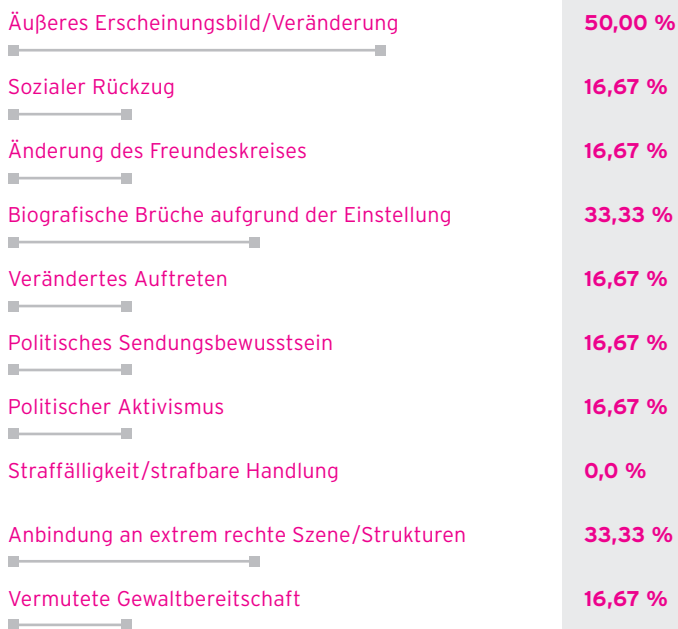 Äußeres Erscheinungsbild/Veränderung 50,00 %
Sozialer Rückzug 16,67 %
Änderung des Freundeskreises 16,67 %
Biografische Brüche aufgrund der Einstellung 33,33 %
Verändertes Auftreten 16,67 %
Politisches Sendungsbewusstsein 16,67 %
Politischer Aktivismus 16,67 %
Straffälligkeit/strafbare Handlung 0,0 %
Anbindung an extrem rechte Szene/Strukturen 33,33 %
Vermutete Gewaltbereitschaft 16,67 %